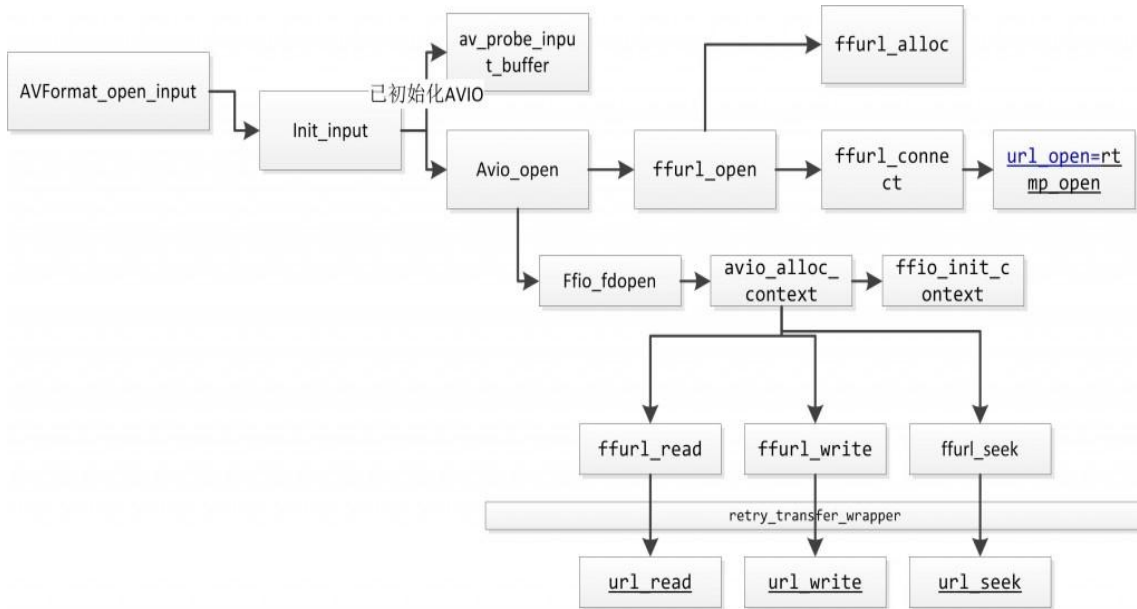 ffurl_alloc
av_probe_inpu
t_buffer
AVFormat_open_input
已初始化AVIO
Init_input
Avio_open
ffurl_open
ffurl_conne
ct
url_open=rt
mp_open
Ffio_fdopen
avio_alloc_
context
ffio_init_c
ontext
ffurl_read
ffurl_write
ffurl_seek
retry_transfer_wrapper
url_read
url_write
url_seek